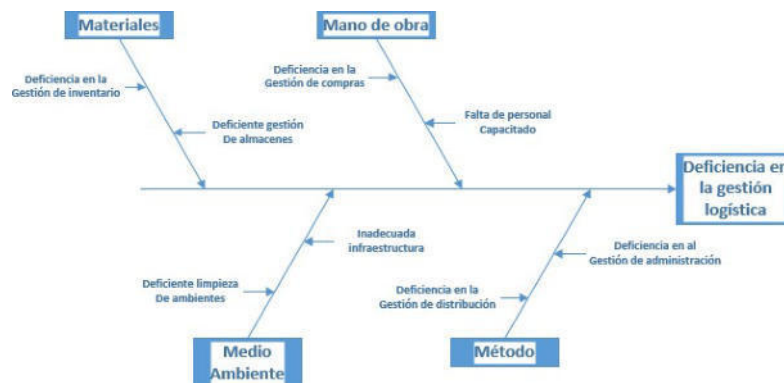 Materiales
Mano de obra
Deficiencia en la
Gestión de inventario
Deficiente gestión
De almacenes
Deficiencia en la
Gestión de compras
Falta de personal
Capacitado
Deficiencia en
la gestión
logística
Inadecuada
infraestructura
Deficiente limpieza
De ambientes
Deficiencia en al
Gestión de administración
Deficiencia en la
Gestión de distribución
Medio
Ambiente
Método